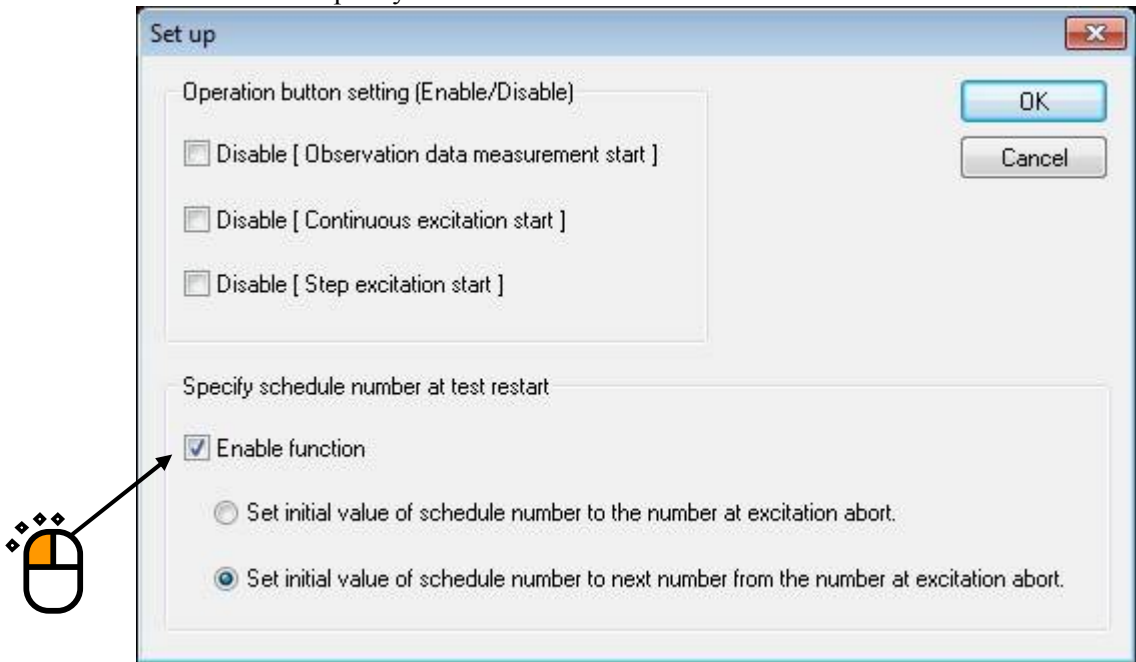 Set up
Operation button setting (Enable/Disable)
OK
Disable [ Observation data measurement start ]
Cancel
Disable [ Continuous excitation start ]
Disable [ Step excitation start ]
Specify schedule number at test restart
Enable function
Set initial value of schedule number to the number at excitation abort.
Set initial value of schedule number to next number from the number at excitation abort.